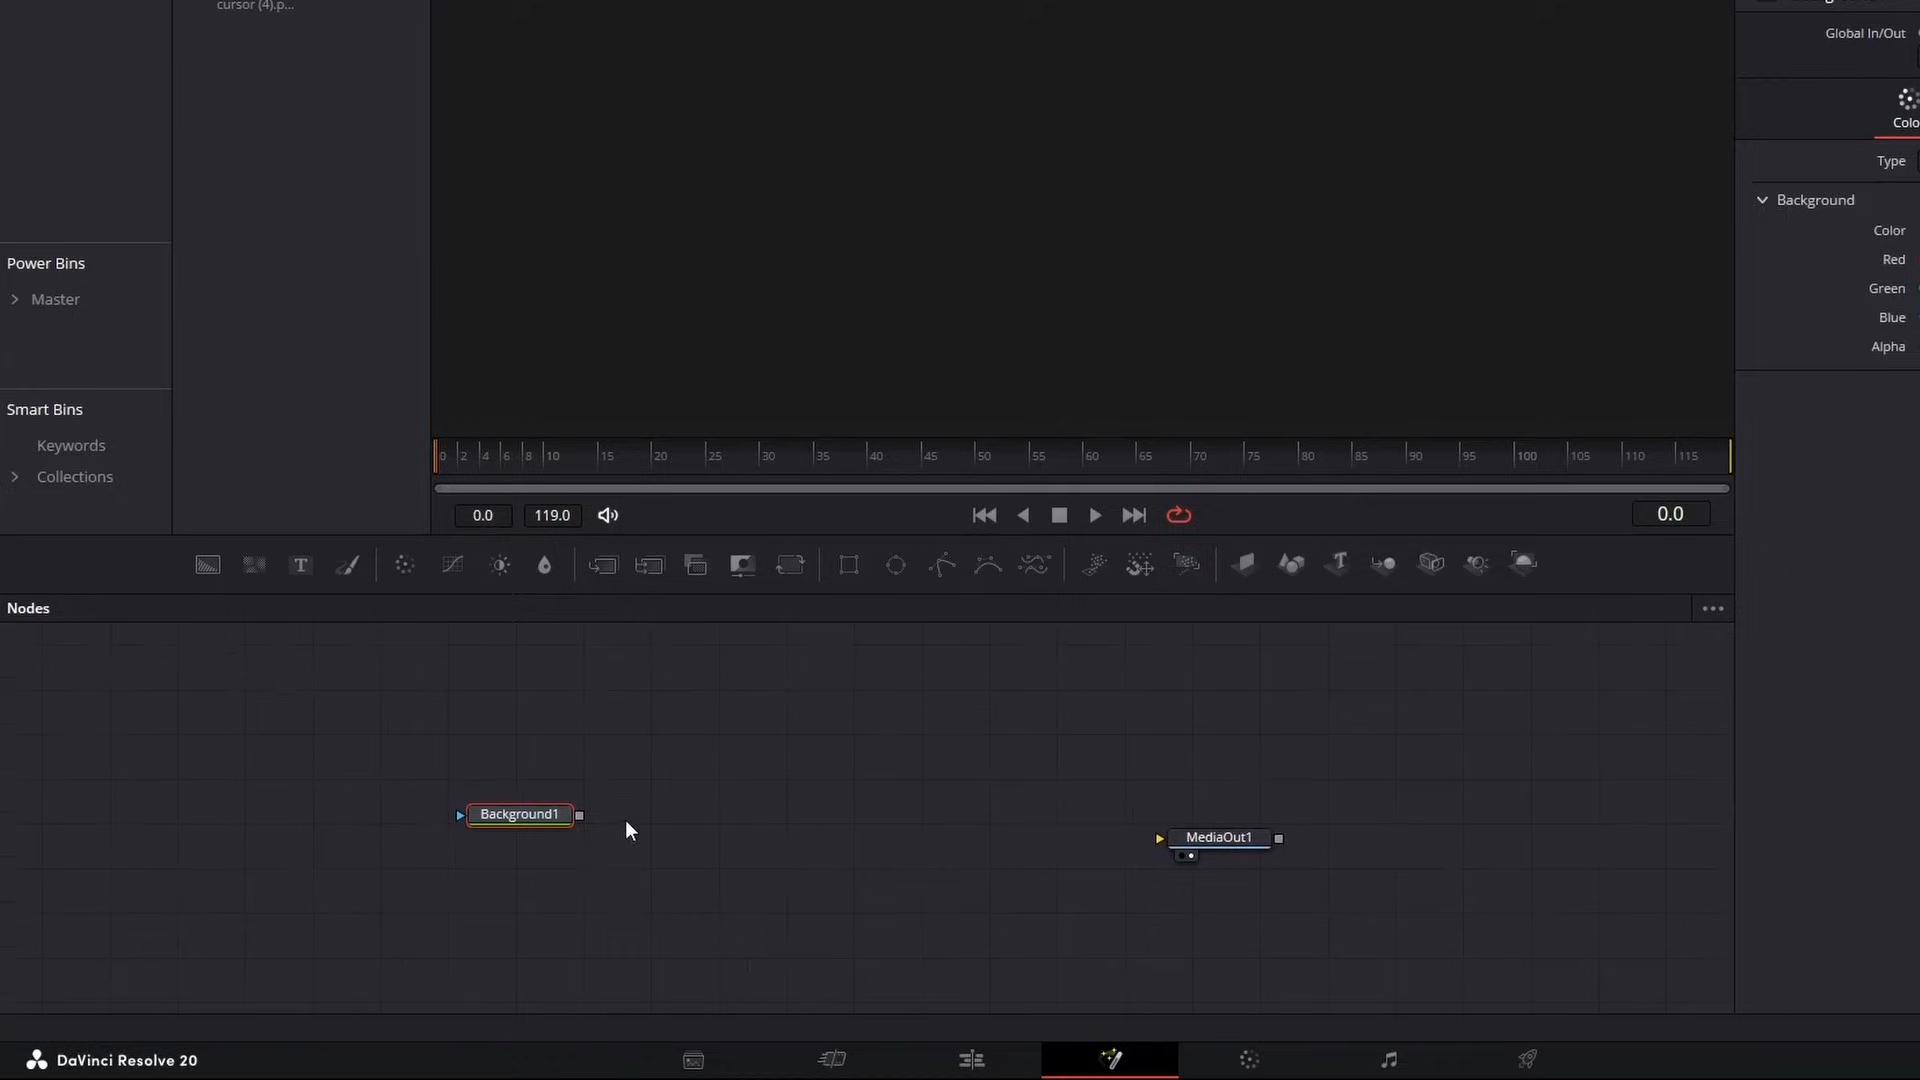 cursor (4).p...
Global In/Out
Colo
Type
Background
Color
Red
Green
Blue
Alpha
Power Bins
Master
Smart Bins
Keywords
Collections
0 2 4 6 8 10 15 20 25 30 35 40 45 50 55 60 65 70 75 80 85 90 95 100 105 110 115
0.0 119.0 0.0
T T
Nodes
Background1
MediaOut1
DaVinci Resolve 20